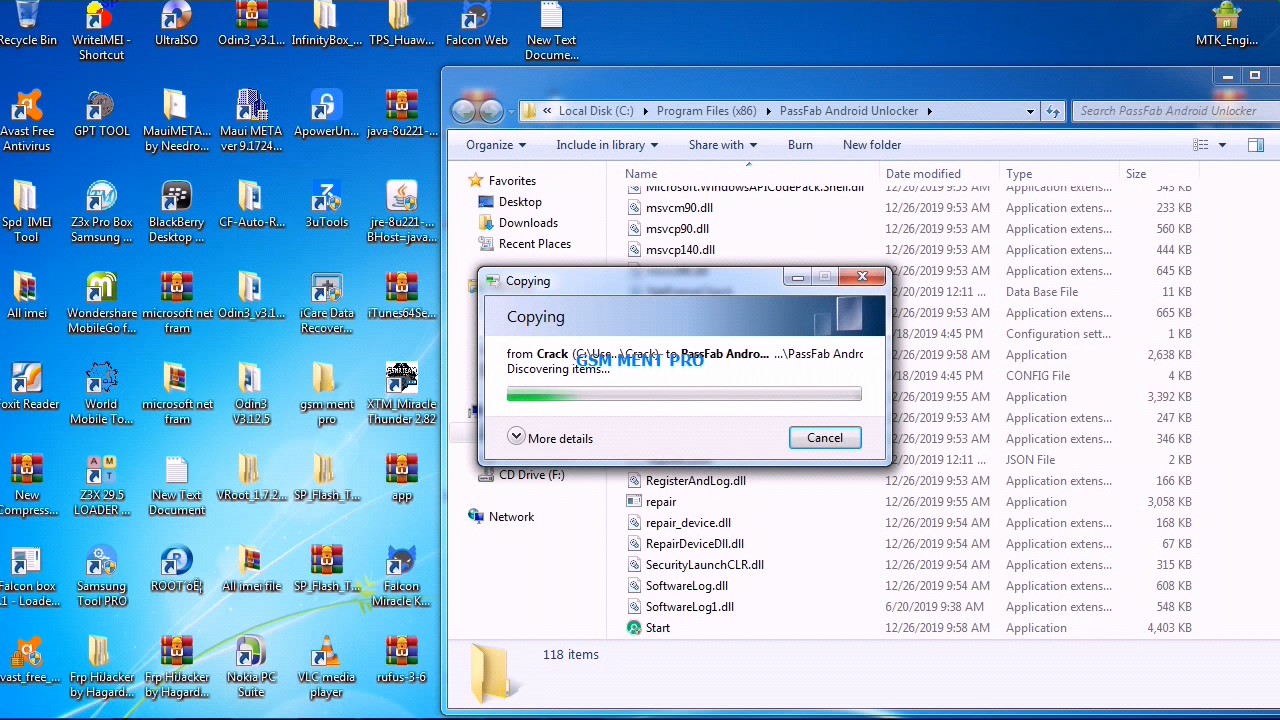 Recycle Bin
WriteIMEI - Shortcut
UltraISO
Odin3_v3.1...
InfinityBox_...
TPS_Huaw...
Falcon Web
New Text Docume...
MTK_Engi...
Avast Free Antivirus
GPT TOOL
MauiMETA... by Needro...
Maui META ver 9.1724...
ApowerUn...
java-8u221-...
Spd IMEI Tool
Z3x Pro Box Samsung ...
BlackBerry Desktop ...
CF-Auto-R...
3uTools
jre-8u221-... BHost=java...
All imei
Wondershare MobileGo f...
microsoft net fram
Odin3_v3.1...
iCare Data Recover...
iTunes64Se...
Foxit Reader
World Mobile To...
microsoft net fram
Odin3 V3.12.5
gsm ment pro
XTM_Miracle Thunder 2.82
New Compress...
Z3X 29.5 LOADER ...
New Text Document
VRoot_1.7.2...
SP_Flash_T...
app
Falcon box
.1 - Loade...
Samsung Tool PRO
All imei file
SP_Flash_T...
Falcon Miracle K...
vast_free_...
Frp HiJacker by Hagard...
Frp HiJacker by Hagard...
Nokia PC Suite
VLC media player
rufus-3-6
« Local Disk (C:) Program Files (x86) PassFab Android Unlocker
Search PassFab Android Unlocker
Organize Include in library Share with Burn New folder
Favorites
Desktop
Downloads
Recent Places
CD Drive (F:)
Network
Name Date modified Type Size
Microsoft.WindowsAPICodePack.Shell.dll 12/26/2019 9:53 AM Application extens... 543 KB
msvcm90.dll 12/26/2019 9:53 AM Application extens... 233 KB
msvcp90.dll 12/26/2019 9:53 AM Application extens... 560 KB
msvcp140.dll 12/26/2019 9:53 AM Application extens... 444 KB
12/26/2019 9:53 AM Application extens... 645 KB
12/20/2019 12:11 ... Data Base File 11 KB
12/26/2019 9:53 AM Application extens... 665 KB
/18/2019 4:45 PM Configuration sett... 1 KB
12/26/2019 9:58 AM Application 2,638 KB
/18/2019 4:45 PM CONFIG File 4 KB
12/26/2019 9:55 AM Application 3,392 KB
12/26/2019 9:53 AM Application extens... 247 KB
12/26/2019 9:53 AM Application extens... 346 KB
12/20/2019 12:11 ... JSON File 2 KB
RegisterAndLog.dll 12/26/2019 9:53 AM Application extens... 166 KB
repair 12/26/2019 9:55 AM Application 3,058 KB
repair_device.dll 12/26/2019 9:54 AM Application extens... 168 KB
RepairDeviceDll.dll 12/26/2019 9:54 AM Application extens... 67 KB
SecurityLaunchCLR.dll 12/26/2019 9:54 AM Application extens... 315 KB
SoftwareLog.dll 12/26/2019 9:54 AM Application extens... 608 KB
SoftwareLog1.dll 6/20/2019 9:38 AM Application extens... 548 KB
Start 12/26/2019 9:58 AM Application 4,403 KB
118 items
Copying
Copying
from Crack (C:\Us...\Crack) to PassFab Andro... ...\PassFab Andro
GSM MENT PRO
Discovering items...
More details
Cancel